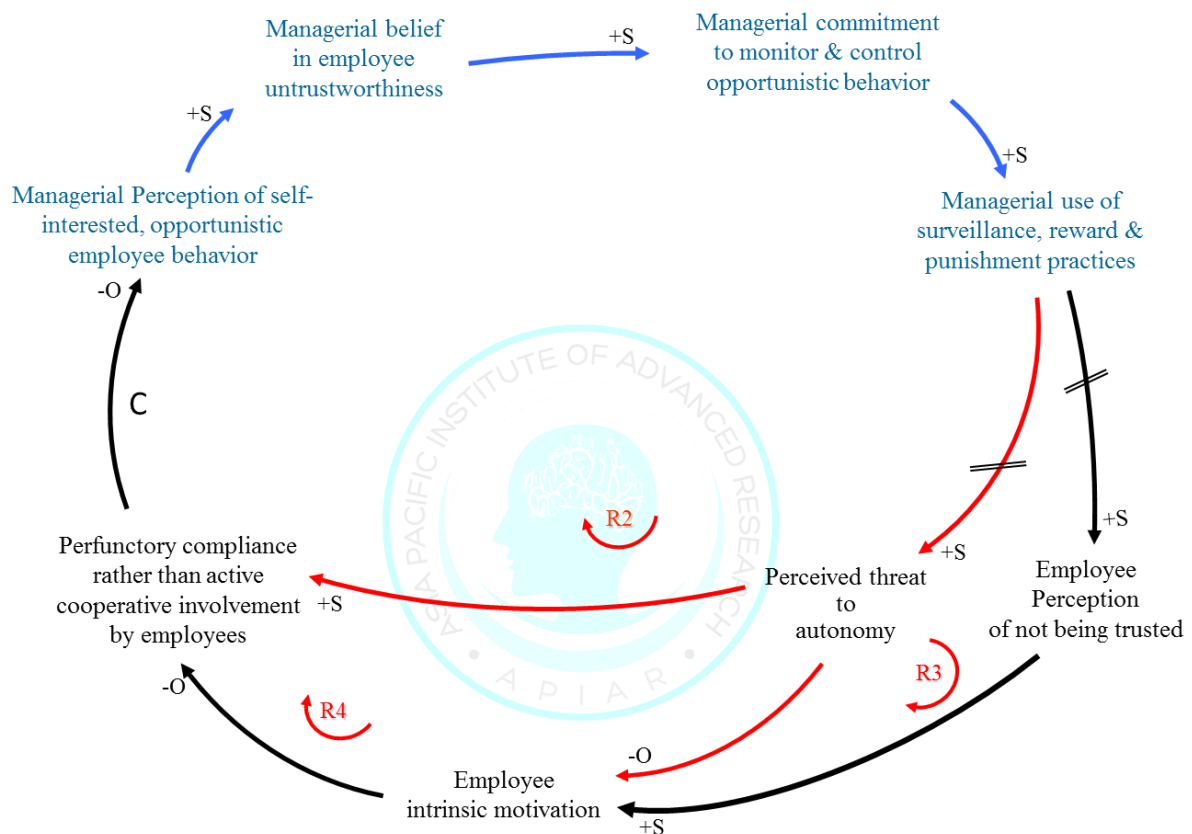 Managerial belief
in employee
untrustworthiness
+S
Managerial commitment
to monitor & control
opportunistic behavior
+S
+S
Managerial Perception of self-
interested, opportunistic
employee behavior
Managerial use of
surveillance, reward &
punishment practices
-O
C
ASIA PACIFIC INSTITUTE OF ADVANCED RESEARCH
• A P I A R •
R2
+S
+S
Perfunctory compliance
rather than active
cooperative involvement
by employees
+S
Perceived threat
to
autonomy
Employee
Perception
of not being trusted
R3
-O
R4
-O
Employee
intrinsic motivation
+S